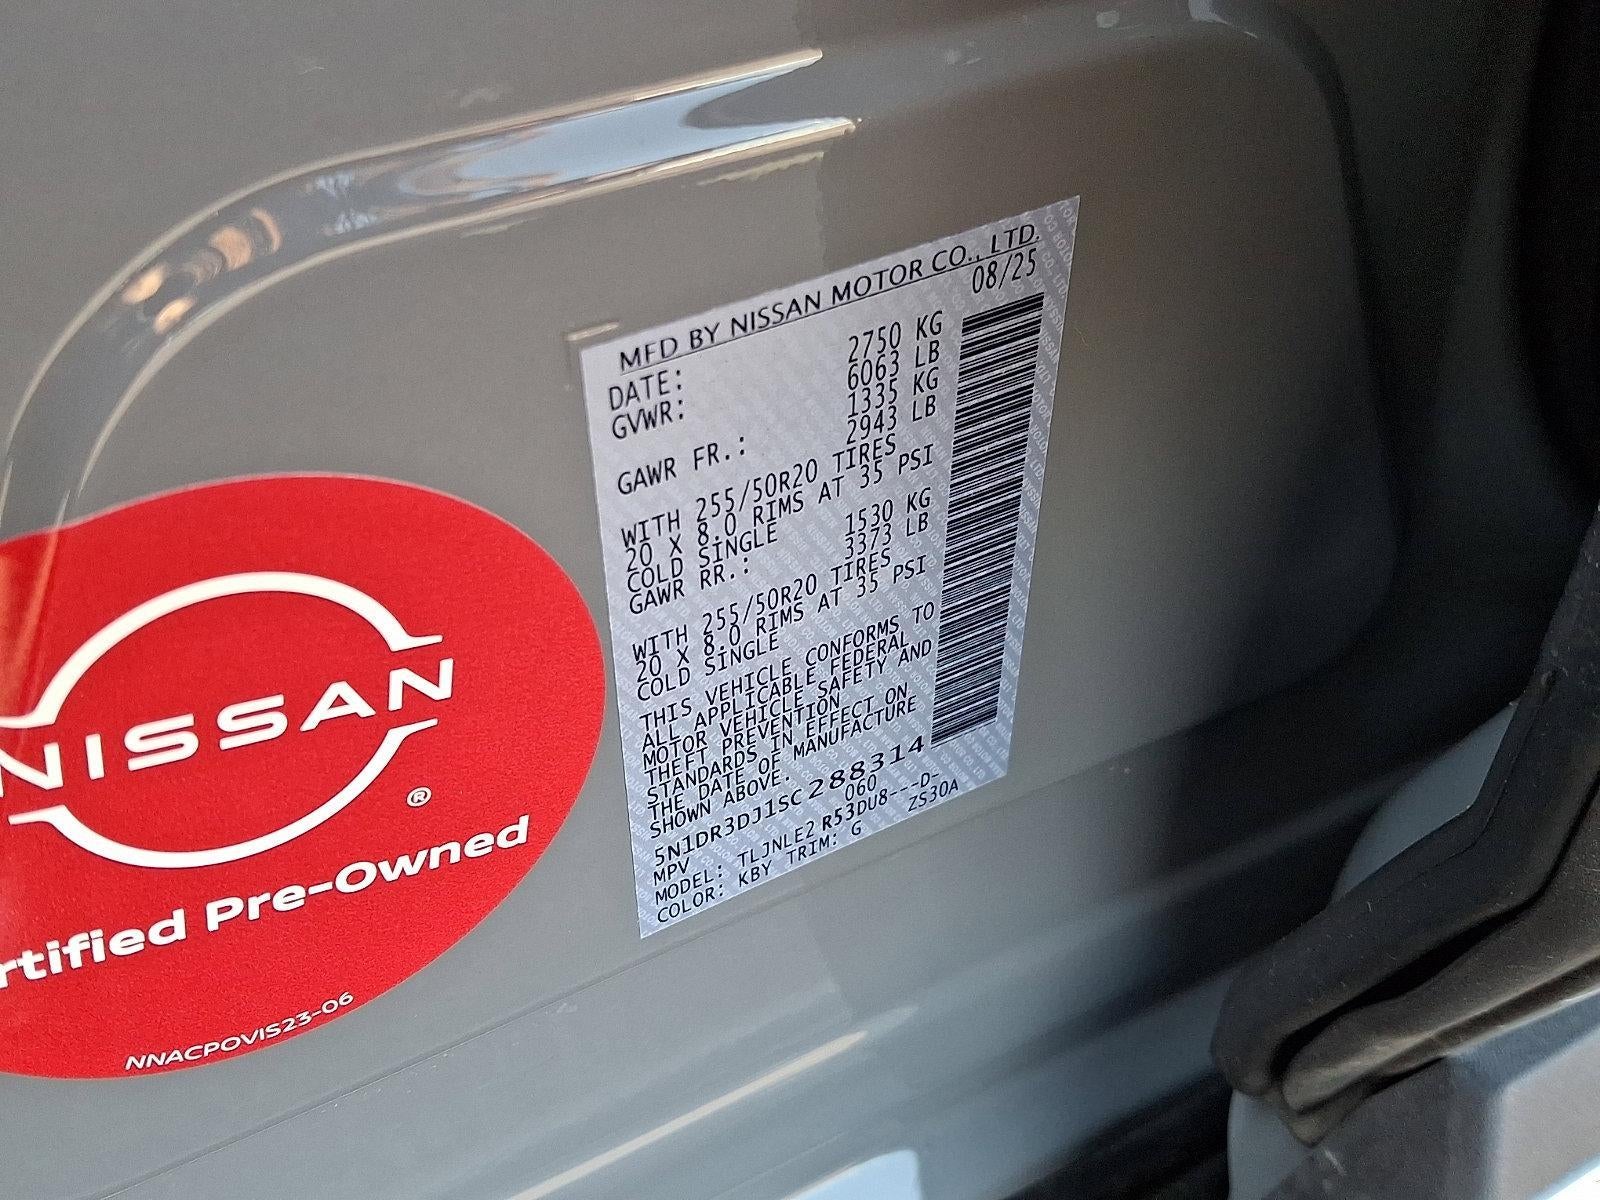 MFD BY NISSAN MOTOR CO., LTD.
DATE: 08/25
GVWR: 2750 KG
6063 LB
GAWR FR.: 1335 KG
2943 LB
WITH 255/50R20 TIRES
20 X 8.0 RIMS AT 35 PSI
COLD SINGLE
GAWR RR.: 1530 KG
3373 LB
WITH 255/50R20 TIRES
20 X 8.0 RIMS AT 35 PSI
COLD SINGLE
THIS VEHICLE CONFORMS TO
ALL APPLICABLE FEDERAL
MOTOR VEHICLE SAFETY AND
THEFT PREVENTION
STANDARDS IN EFFECT ON
THE DATE OF MANUFACTURE
SHOWN ABOVE.
5N1DR3DJ1SC288314
MPV 060
MODEL: TLJNLE2 R53DU8---D-
COLOR: KBY TRIM: G ZS30A
NISSAN
®
rtified Pre-Owned
NNACPOVIS23-06